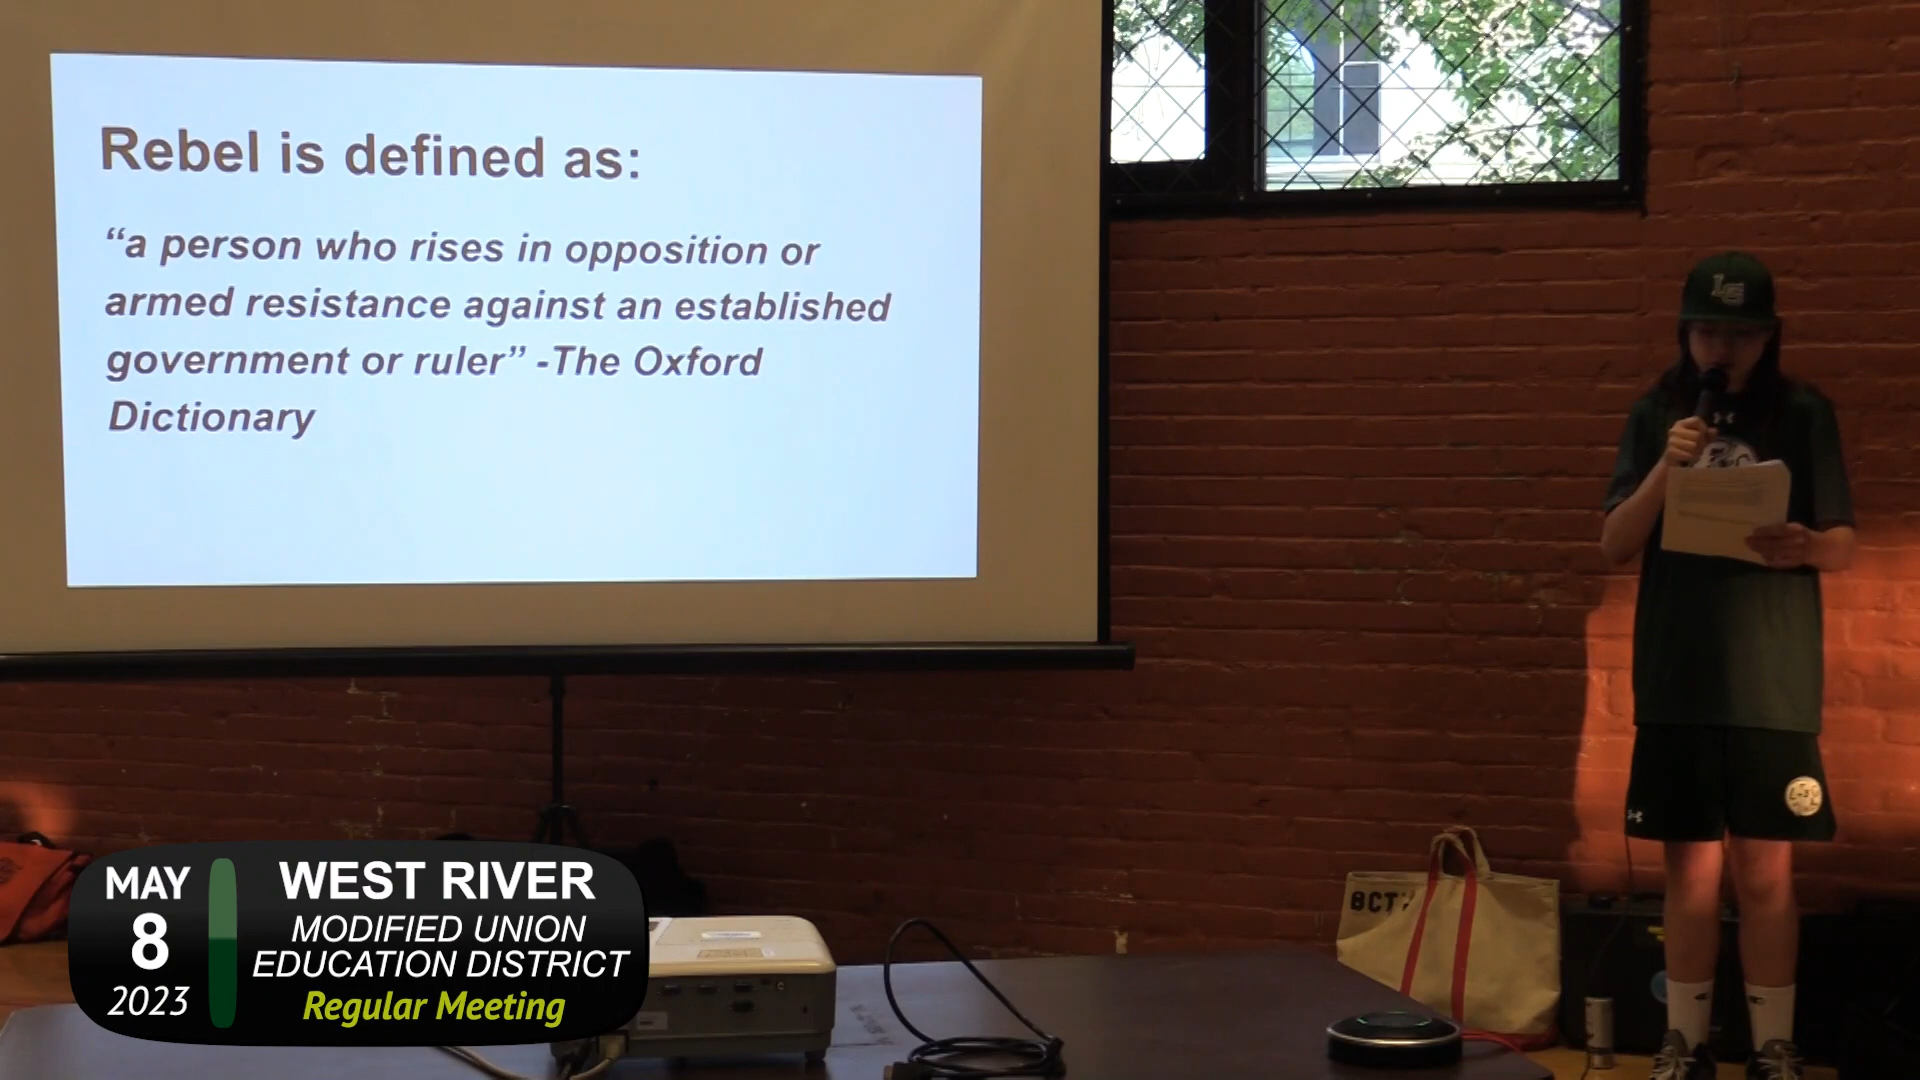 Rebel is defined as:
“a person who rises in opposition or
armed resistance against an established
government or ruler” -The Oxford
Dictionary
MAY
8
2023
WEST RIVER
MODIFIED UNION
EDUCATION DISTRICT
Regular Meeting
BCTV